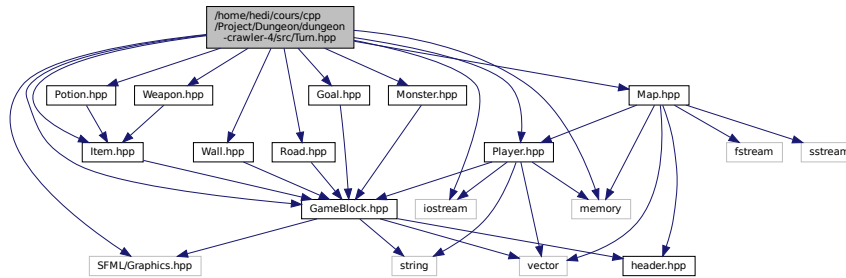 /home/hedi/cours/cpp
/Project/Dungeon/dungeon
-crawler-4/src/Turn.hpp
Potion.hpp
Weapon.hpp
Goal.hpp
Monster.hpp
Map.hpp
Item.hpp
Wall.hpp
Road.hpp
Player.hpp
fstream
sstream
GameBlock.hpp
iostream
memory
SFML/Graphics.hpp
string
vector
header.hpp